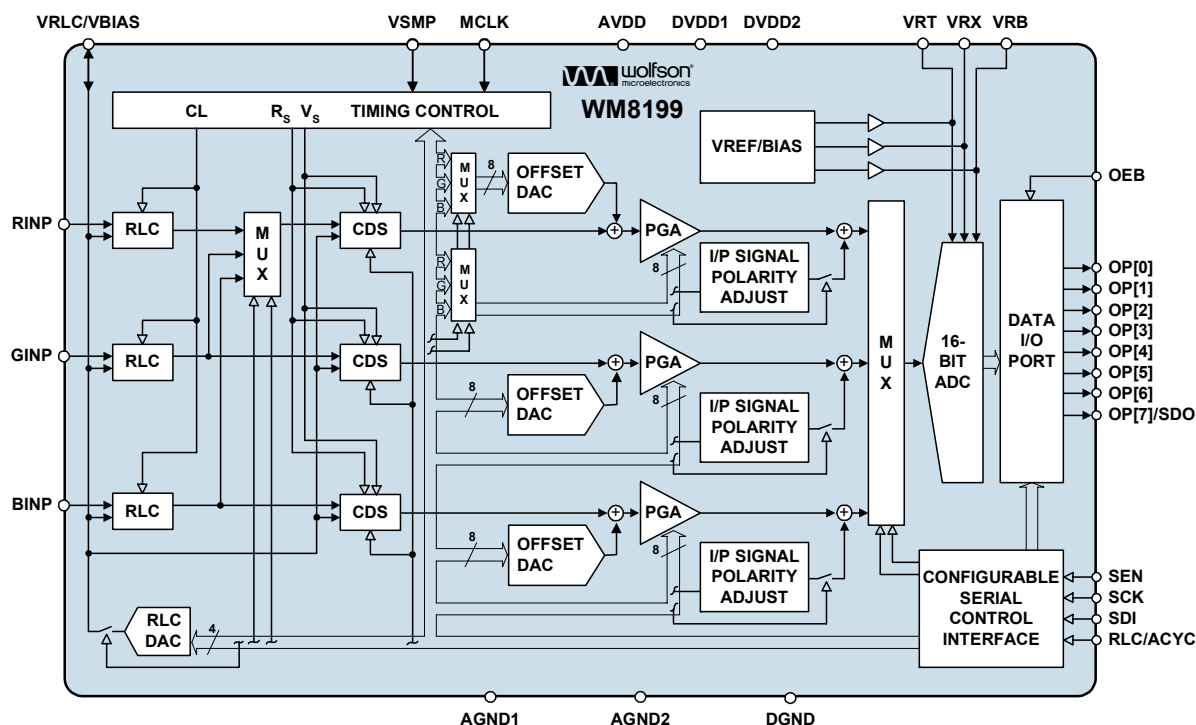 VRLC/VBIAS VSMP MCLK AVDD DVDD1 DVDD2 VRT VRX VRB
wolfson
microelectronics
WM8199
CL RS VS TIMING CONTROL
VREF/BIAS
OEB
R
G
B
MUX
8
OFFSET
DAC
RINP
RLC
MUX
CDS
+
PGA
8
I/P SIGNAL
POLARITY
ADJUST
+
R
G
B
MUX
MUX
16-
BIT
ADC
DATA
I/O
PORT
OP[0]
OP[1]
OP[2]
OP[3]
OP[4]
OP[5]
OP[6]
OP[7]/SDO
GINP
RLC
CDS
+
PGA
+
8
OFFSET
DAC
8
I/P SIGNAL
POLARITY
ADJUST
BINP
RLC
CDS
+
PGA
+
8
OFFSET
DAC
8
I/P SIGNAL
POLARITY
ADJUST
CONFIGURABLE
SERIAL
CONTROL
INTERFACE
SEN
SCK
SDI
RLC/ACYC
RLC
DAC
4
AGND1 AGND2 DGND